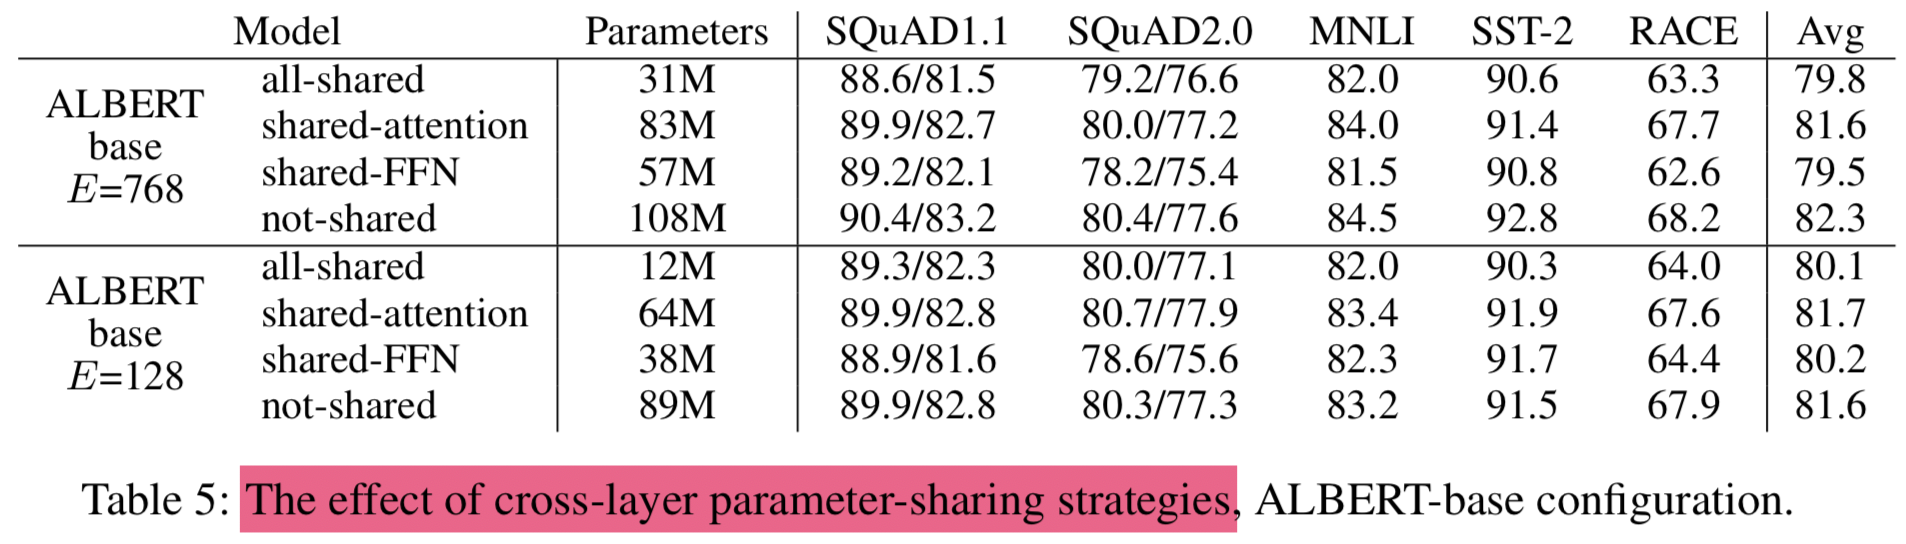 Model Parameters SQuAD1.1 SQuAD2.0 MNLI SST-2 RACE Avg
ALBERT base E=768
all-shared 31M 88.6/81.5 79.2/76.6 82.0 90.6 63.3 79.8
shared-attention 83M 89.9/82.7 80.0/77.2 84.0 91.4 67.7 81.6
shared-FFN 57M 89.2/82.1 78.2/75.4 81.5 90.8 62.6 79.5
not-shared 108M 90.4/83.2 80.4/77.6 84.5 92.8 68.2 82.3
ALBERT base E=128
all-shared 12M 89.3/82.3 80.0/77.1 82.0 90.3 64.0 80.1
shared-attention 64M 89.9/82.8 80.7/77.9 83.4 91.9 67.6 81.7
shared-FFN 38M 88.9/81.6 78.6/75.6 82.3 91.7 64.4 80.2
not-shared 89M 89.9/82.8 80.3/77.3 83.2 91.5 67.9 81.6
Table 5: The effect of cross-layer parameter-sharing strategies, ALBERT-base configuration.